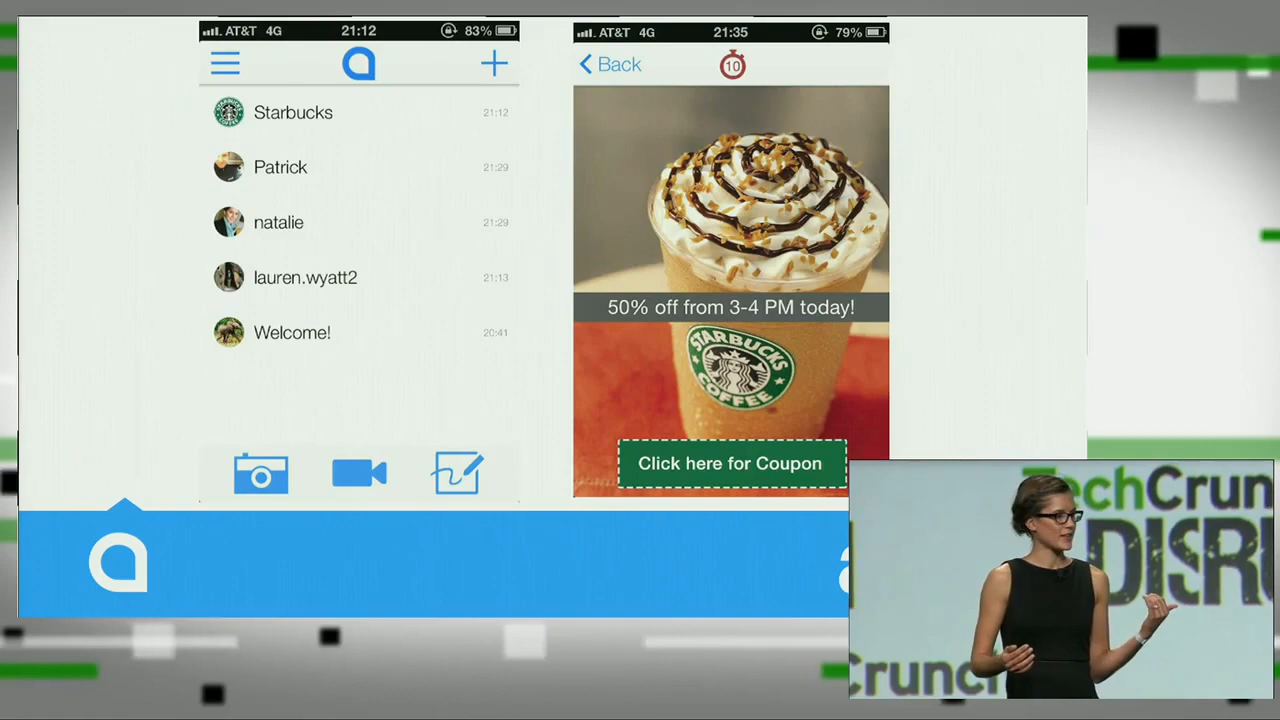 AT&T 4G 21:12 83%
Starbucks 21:12
Patrick 21:29
natalie 21:29
lauren.wyatt2 21:13
Welcome! 20:41
AT&T 4G 21:35 79%
Back 10
50% off from 3-4 PM today!
STARBUCKS
COFFEE
Click here for Coupon
TechCrun
DISR
Crunch